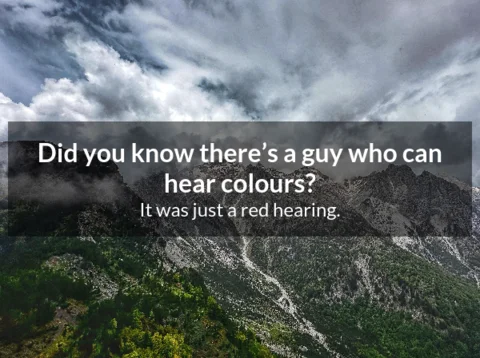 Did you know there’s a guy who can
hear colours?
It was just a red hearing.